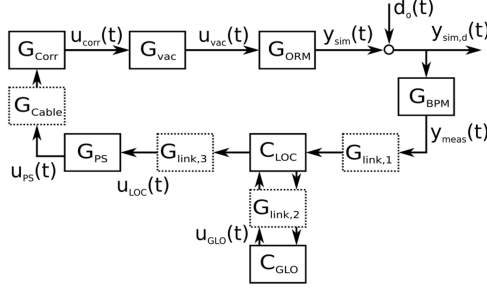 d_o(t)
u_corr(t) u_vac(t) y_sim(t) y_sim,d(t)
G_Corr G_vac G_ORM
G_Cable G_BPM
y_meas(t)
G_PS G_link,3 C_LOC G_link,1
u_PS(t) u_LOC(t)
G_link,2
u_GLO(t)
C_GLO